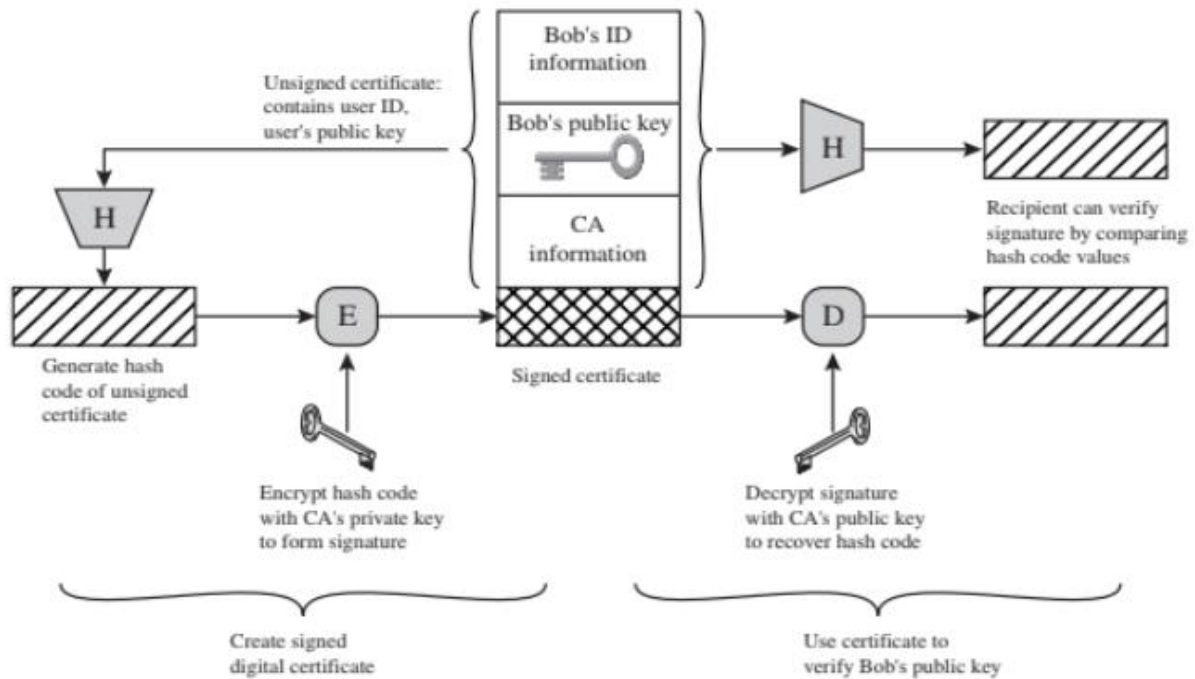 Bob's ID
information
Unsigned certificate:
contains user ID,
user's public key
Bob's public key
H
H
CA
information
Recipient can verify
signature by comparing
hash code values
E
D
Generate hash
code of unsigned
certificate
Signed certificate
Encrypt hash code
with CA's private key
to form signature
Decrypt signature
with CA's public key
to recover hash code
Create signed
digital certificate
Use certificate to
verify Bob's public key